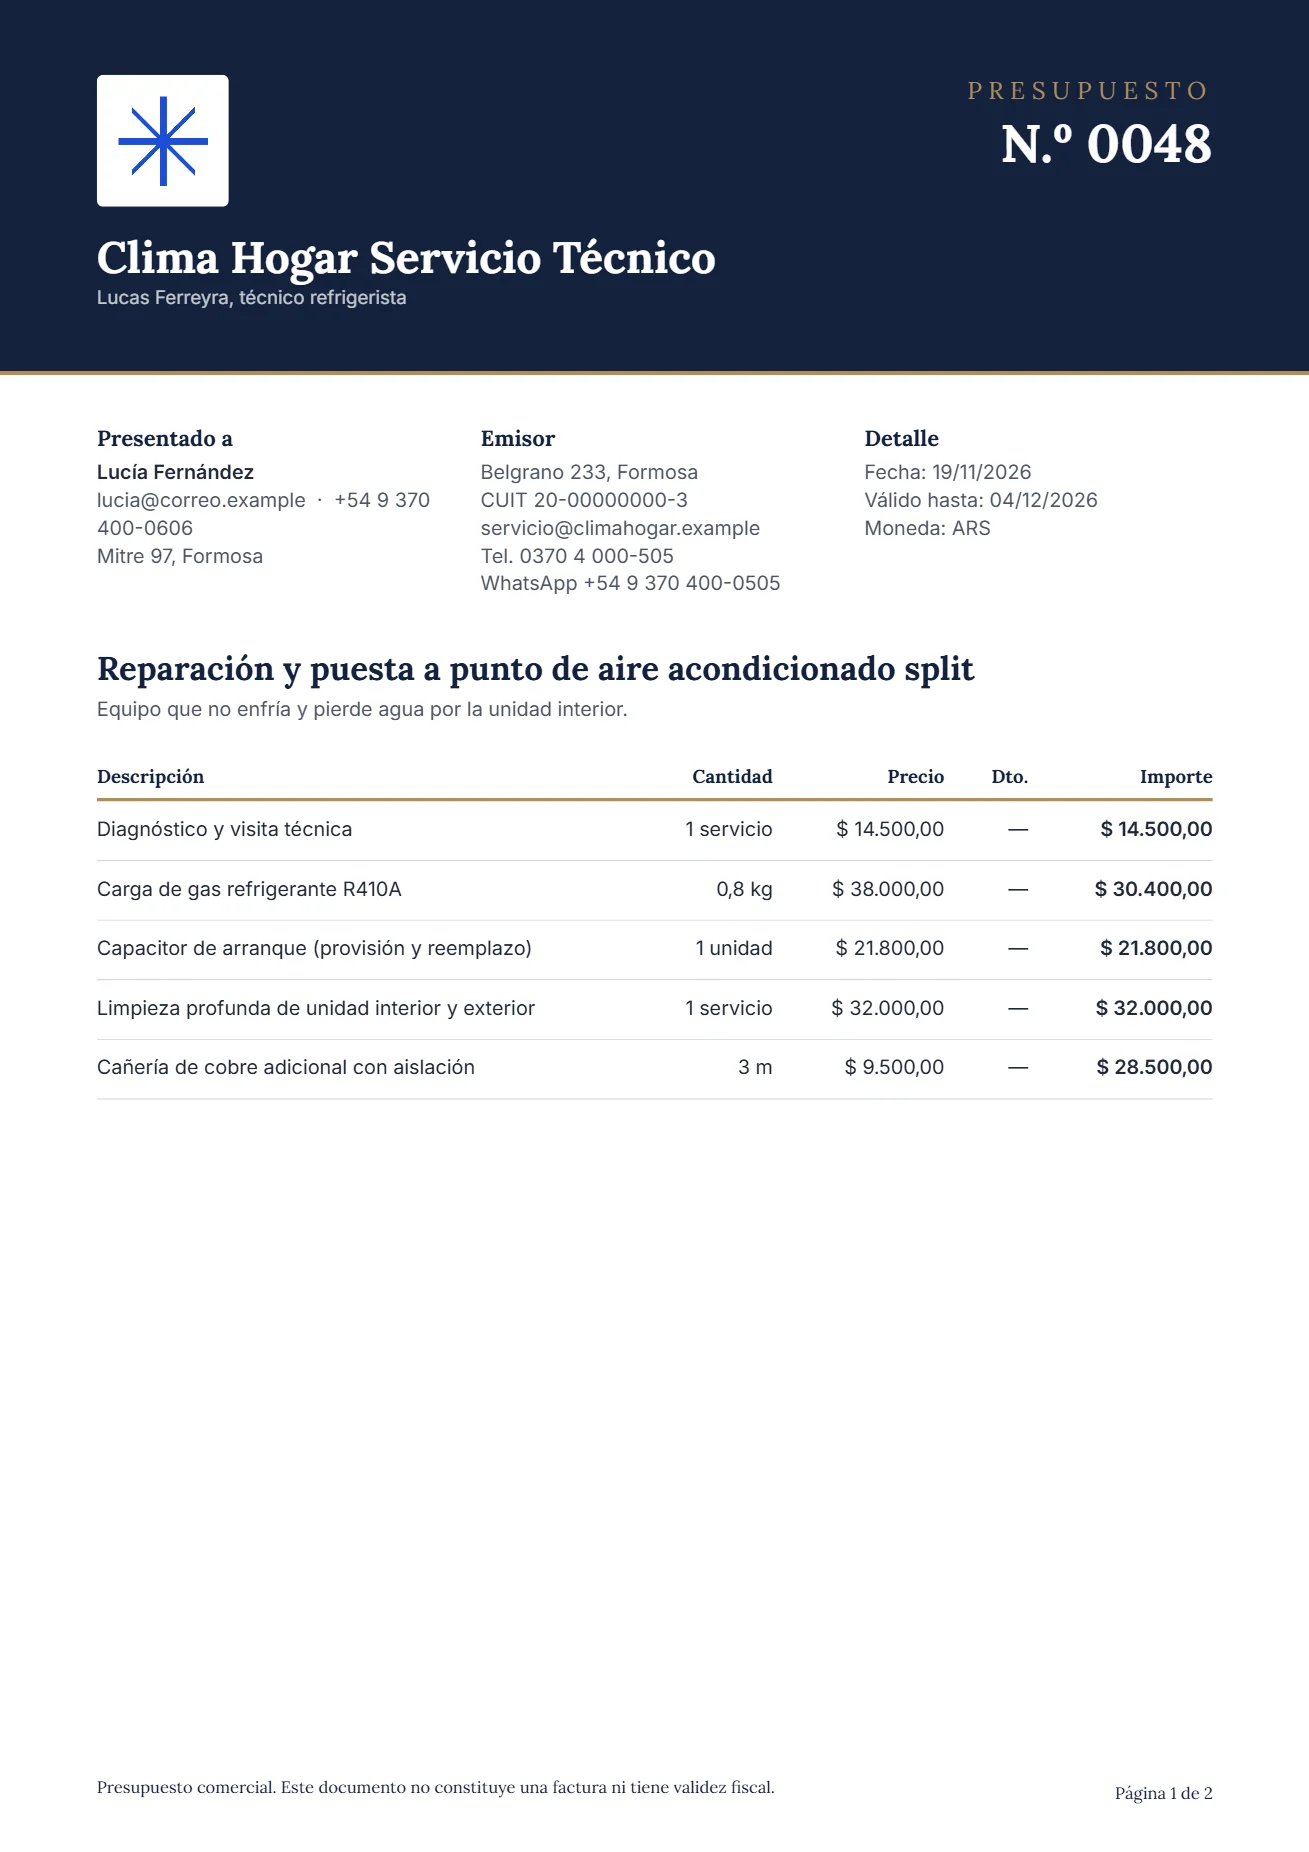 PRESUPUESTO
N.º 0048
Clima Hogar Servicio Técnico
Lucas Ferreyra, técnico refrigerista
Presentado a
Lucía Fernández
lucia@correo.example · +54 9 370
400-0606
Mitre 97, Formosa
Emisor
Belgrano 233, Formosa
CUIT 20-00000000-3
servicio@climahogar.example
Tel. 0370 4 000-505
WhatsApp +54 9 370 400-0505
Detalle
Fecha: 19/11/2026
Válido hasta: 04/12/2026
Moneda: ARS
Reparación y puesta a punto de aire acondicionado split
Equipo que no enfría y pierde agua por la unidad interior.
Descripción Cantidad Precio Dto. Importe
Diagnóstico y visita técnica 1 servicio $ 14.500,00 — $ 14.500,00
Carga de gas refrigerante R410A 0,8 kg $ 38.000,00 — $ 30.400,00
Capacitor de arranque (provisión y reemplazo) 1 unidad $ 21.800,00 — $ 21.800,00
Limpieza profunda de unidad interior y exterior 1 servicio $ 32.000,00 — $ 32.000,00
Cañería de cobre adicional con aislación 3 m $ 9.500,00 — $ 28.500,00
Presupuesto comercial. Este documento no constituye una factura ni tiene validez fiscal.
Página 1 de 2